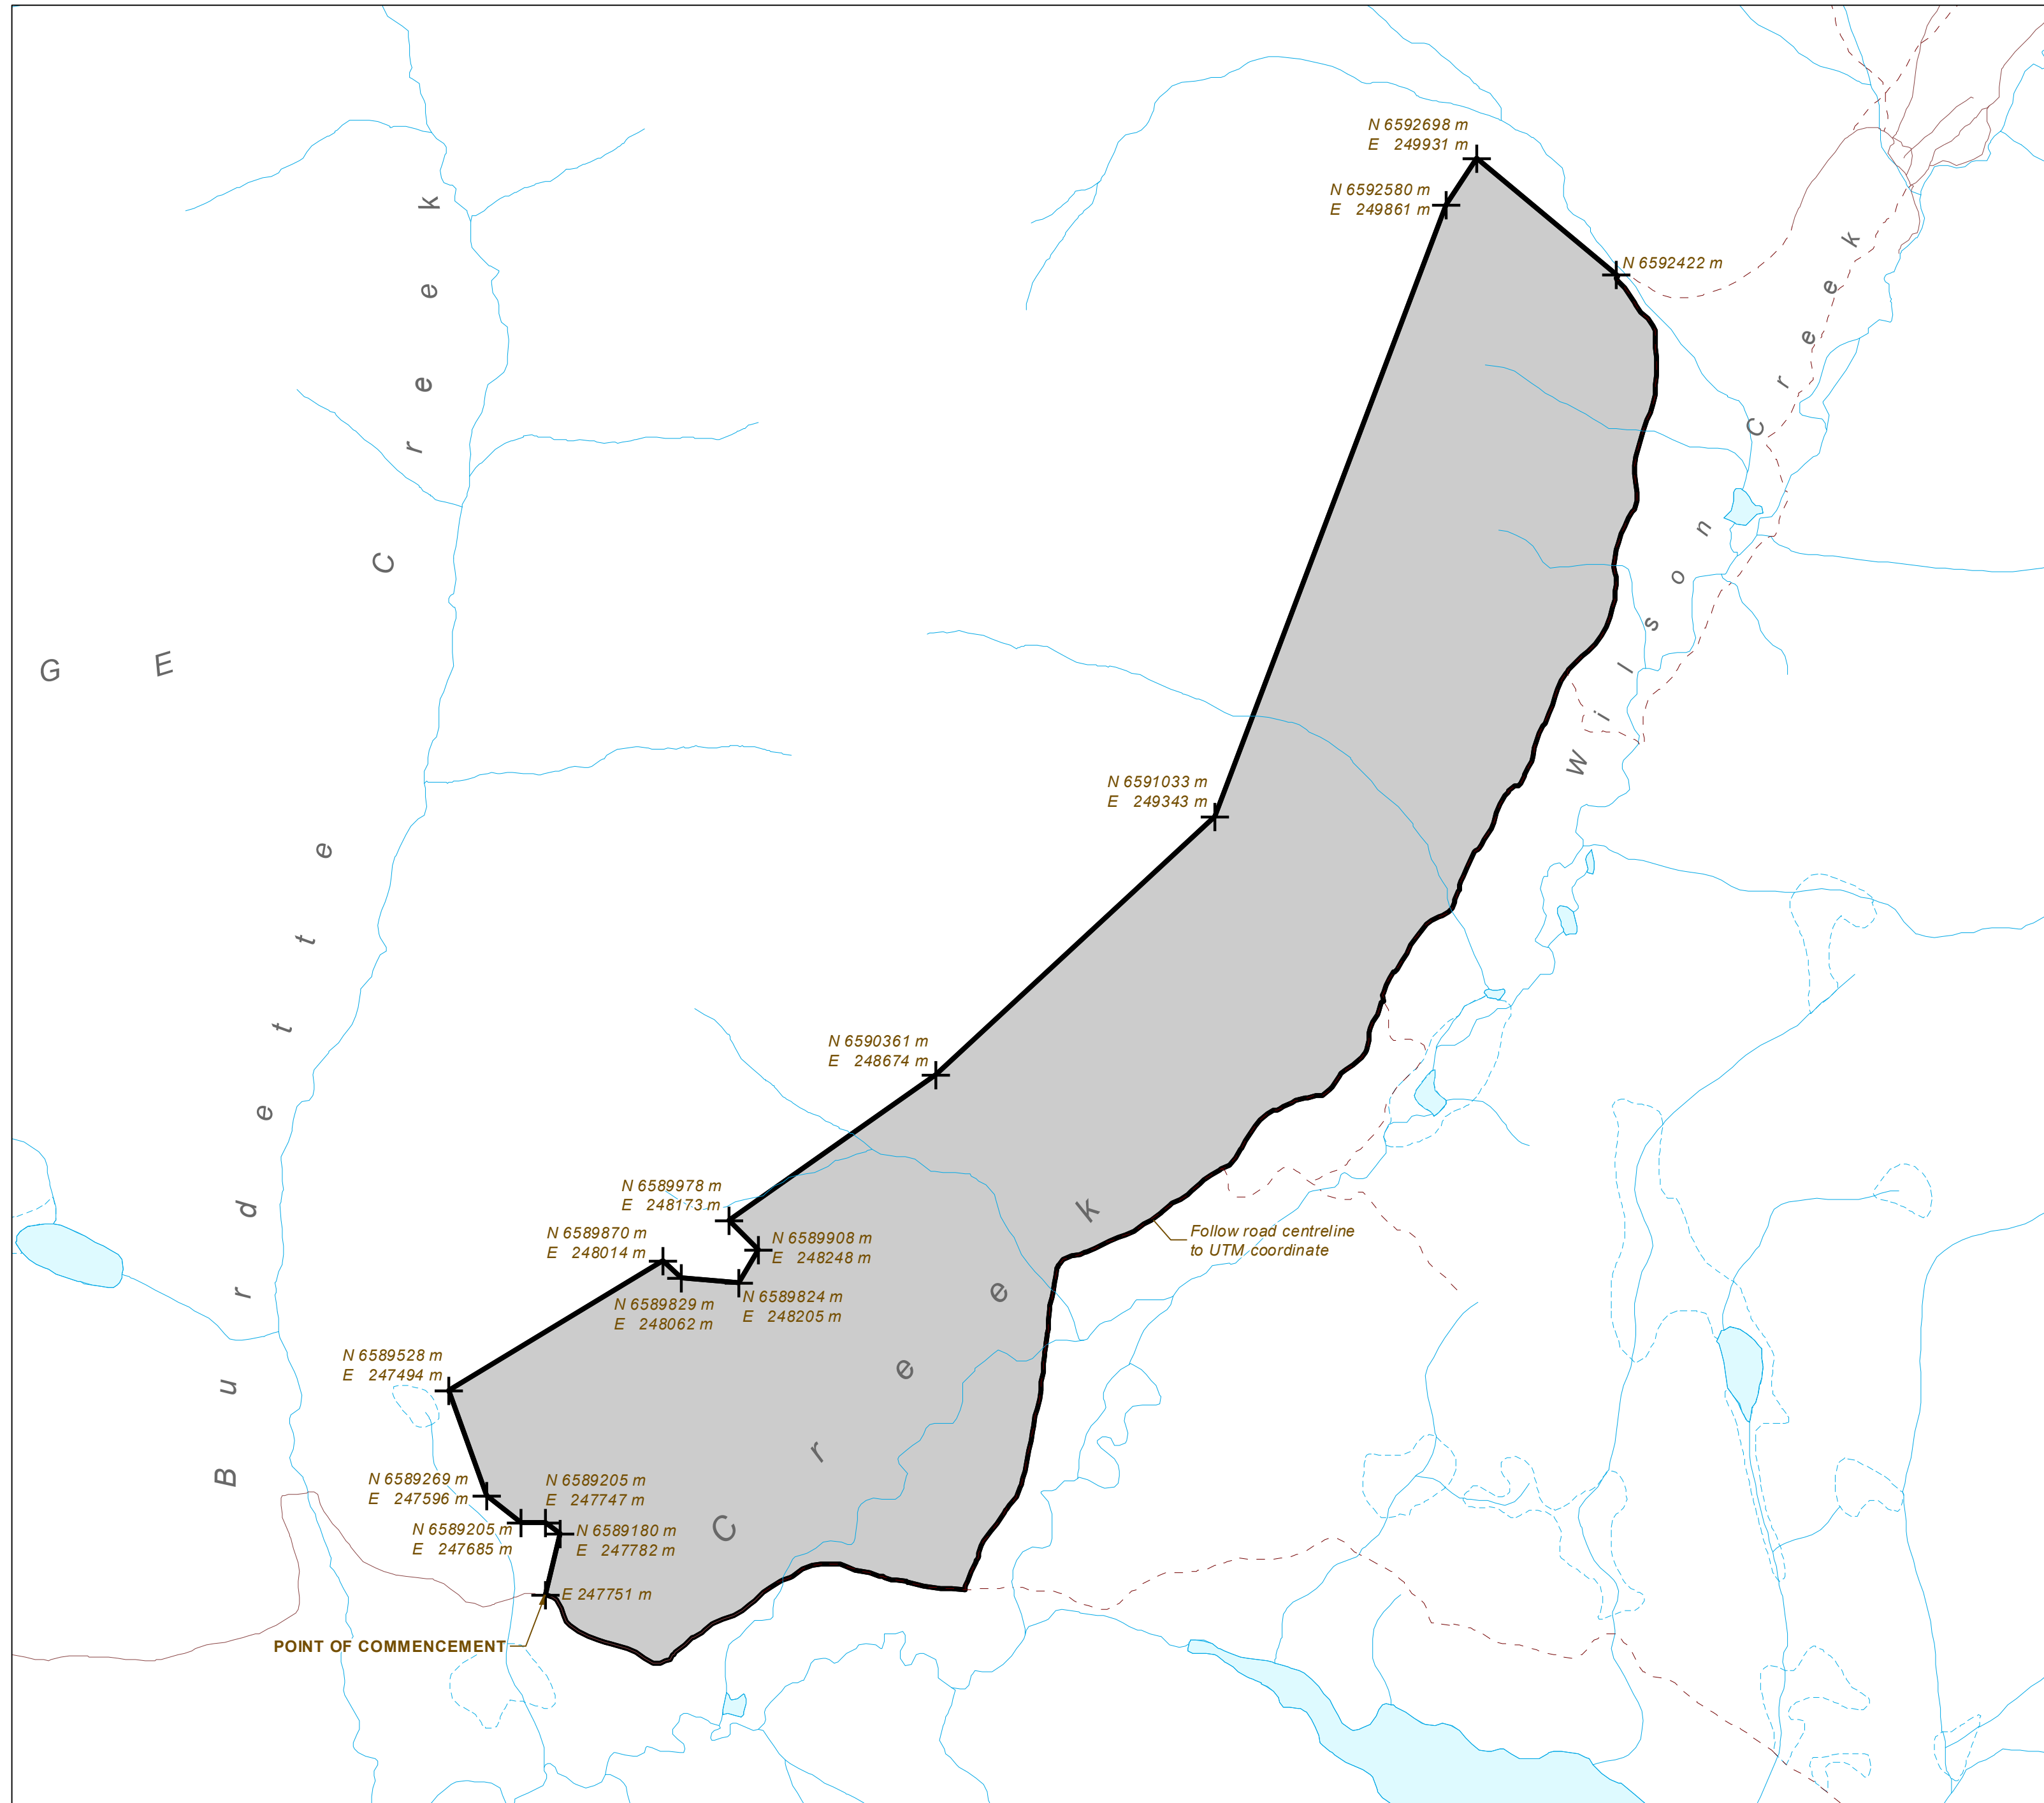 N 6592698 m
E 249931 m
N 6592580 m
E 249861 m
N 6592422 m
G E
Burdette Creek
Wilson Creek
N 6591033 m
E 249343 m
N 6590361 m
E 248674 m
N 6589978 m
E 248173 m
N 6589870 m
E 248014 m
N 6589908 m
E 248248 m
Follow road centreline
to UTM coordinate
N 6589829 m
E 248062 m
N 6589824 m
E 248205 m
N 6589528 m
E 247494 m
Creek
N 6589269 m
E 247596 m
N 6589205 m
E 247747 m
N 6589205 m
E 247685 m
N 6589180 m
E 247782 m
E 247751 m
POINT OF COMMENCEMENT